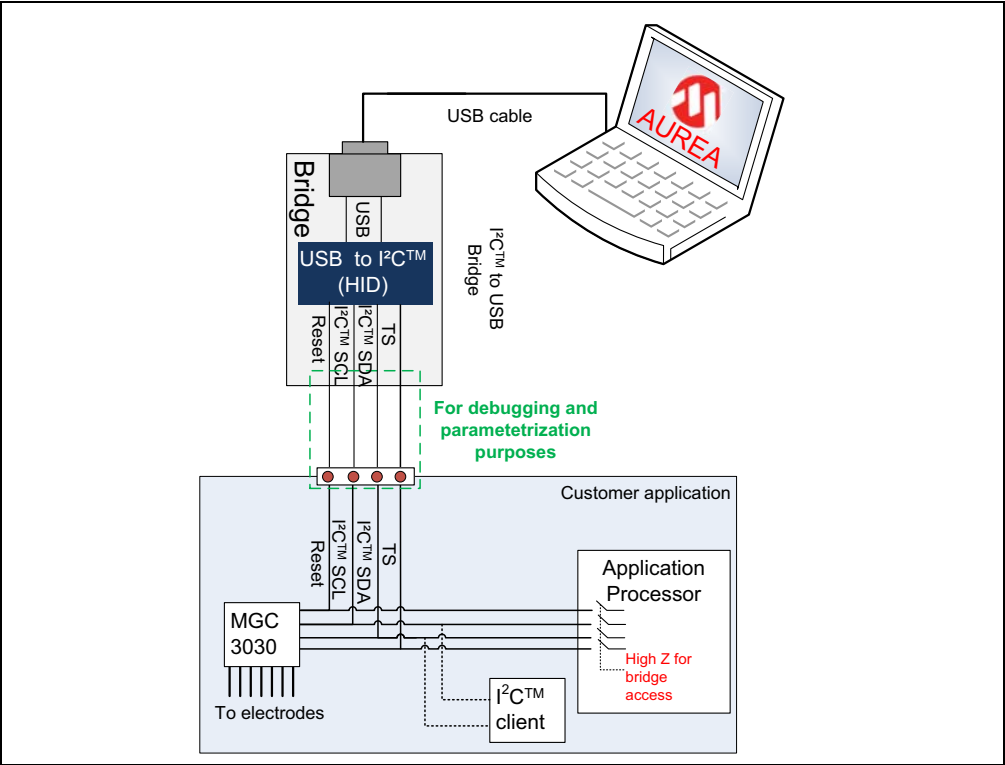 USB cable
AUREA
Bridge
USB
USB to I²C™
(HID)
I²C™ to USB
Bridge
Reset
I²C™ SCL
I²C™ SDA
TS
For debugging and
parametetrization
purposes
Customer application
Reset
I²C™ SCL
I²C™ SDA
TS
Application
Processor
MGC
3030
High Z for
bridge
access
To electrodes
I²C™
client